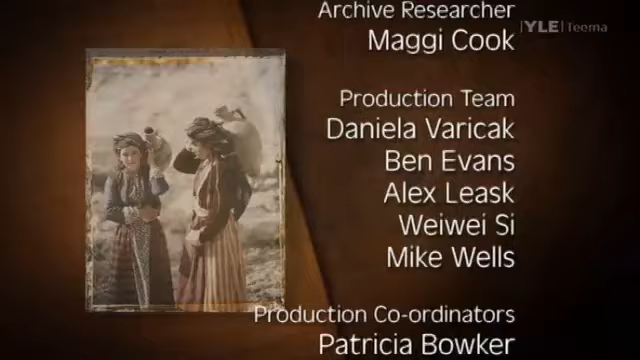 Archive Researcher
Maggi Cook
YLE Teema
Production Team
Daniela Varicak
Ben Evans
Alex Leask
Weiwei Si
Mike Wells
Production Co-ordinators
Patricia Bowker